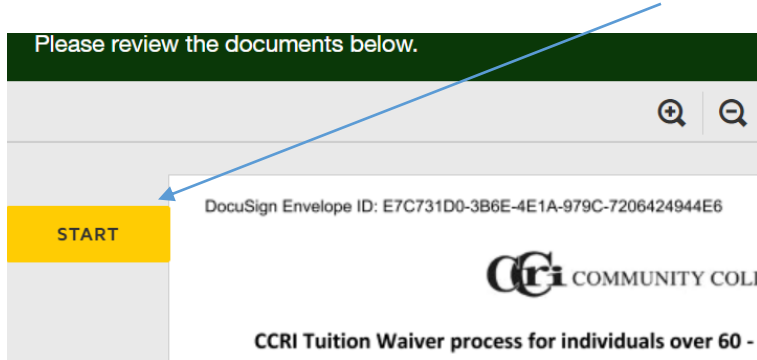 Please review the documents below.
DocuSign Envelope ID: E7C731D0-3B6E-4E1A-979C-7206424944E6
START
CCRi COMMUNITY COLL
CCRI Tuition Waiver process for individuals over 60 -